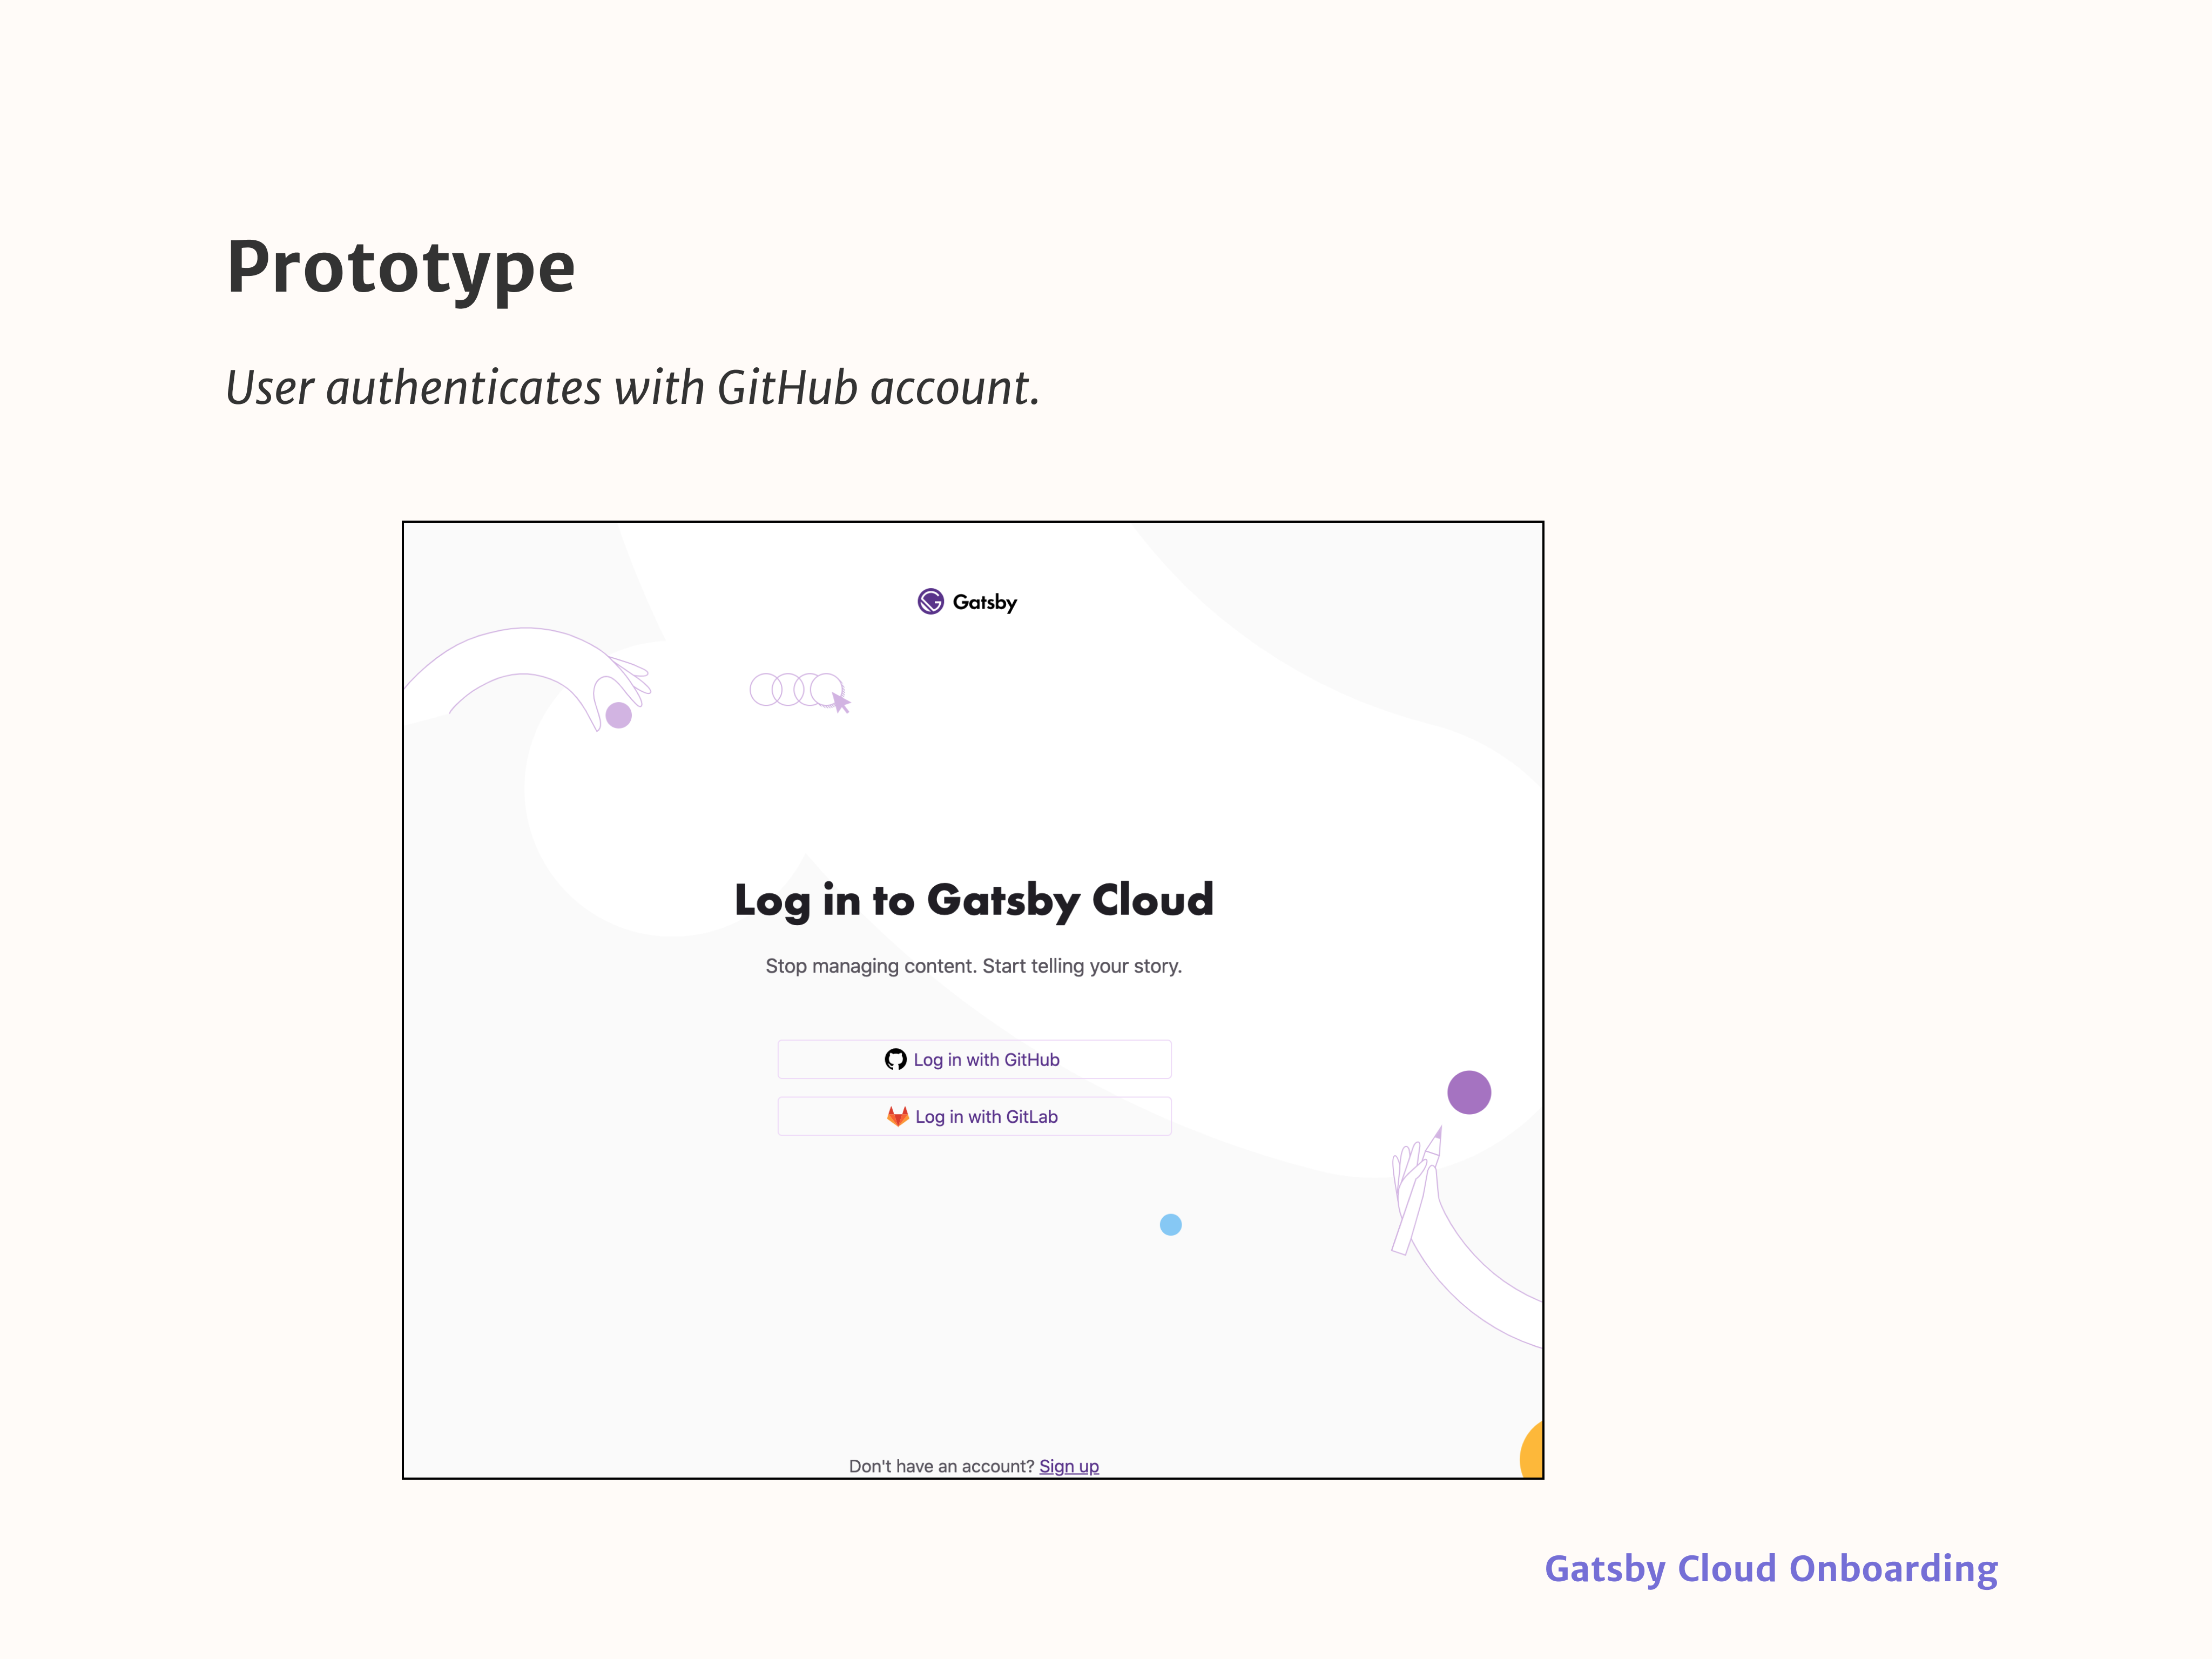 Prototype
User authenticates with GitHub account.
Gatsby
Log in to Gatsby Cloud
Stop managing content. Start telling your story.
Log in with GitHub
Log in with GitLab
Don't have an account? Sign up
Gatsby Cloud Onboarding